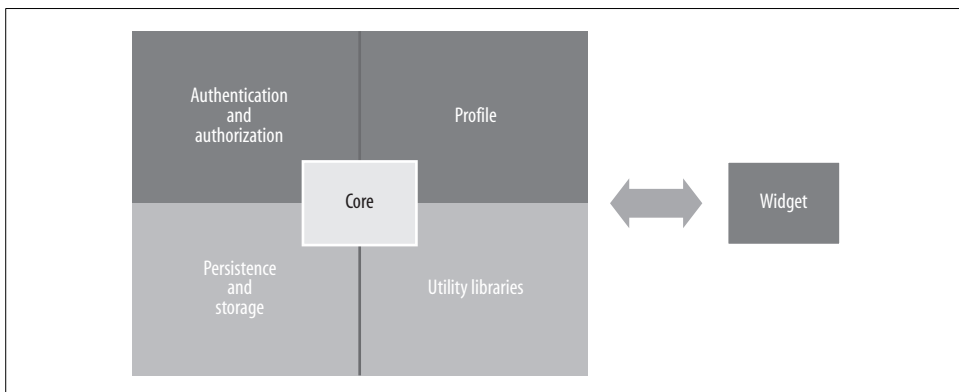 Authentication
and
authorization
Profile
Core
Widget
Persistence
and
storage
Utility libraries